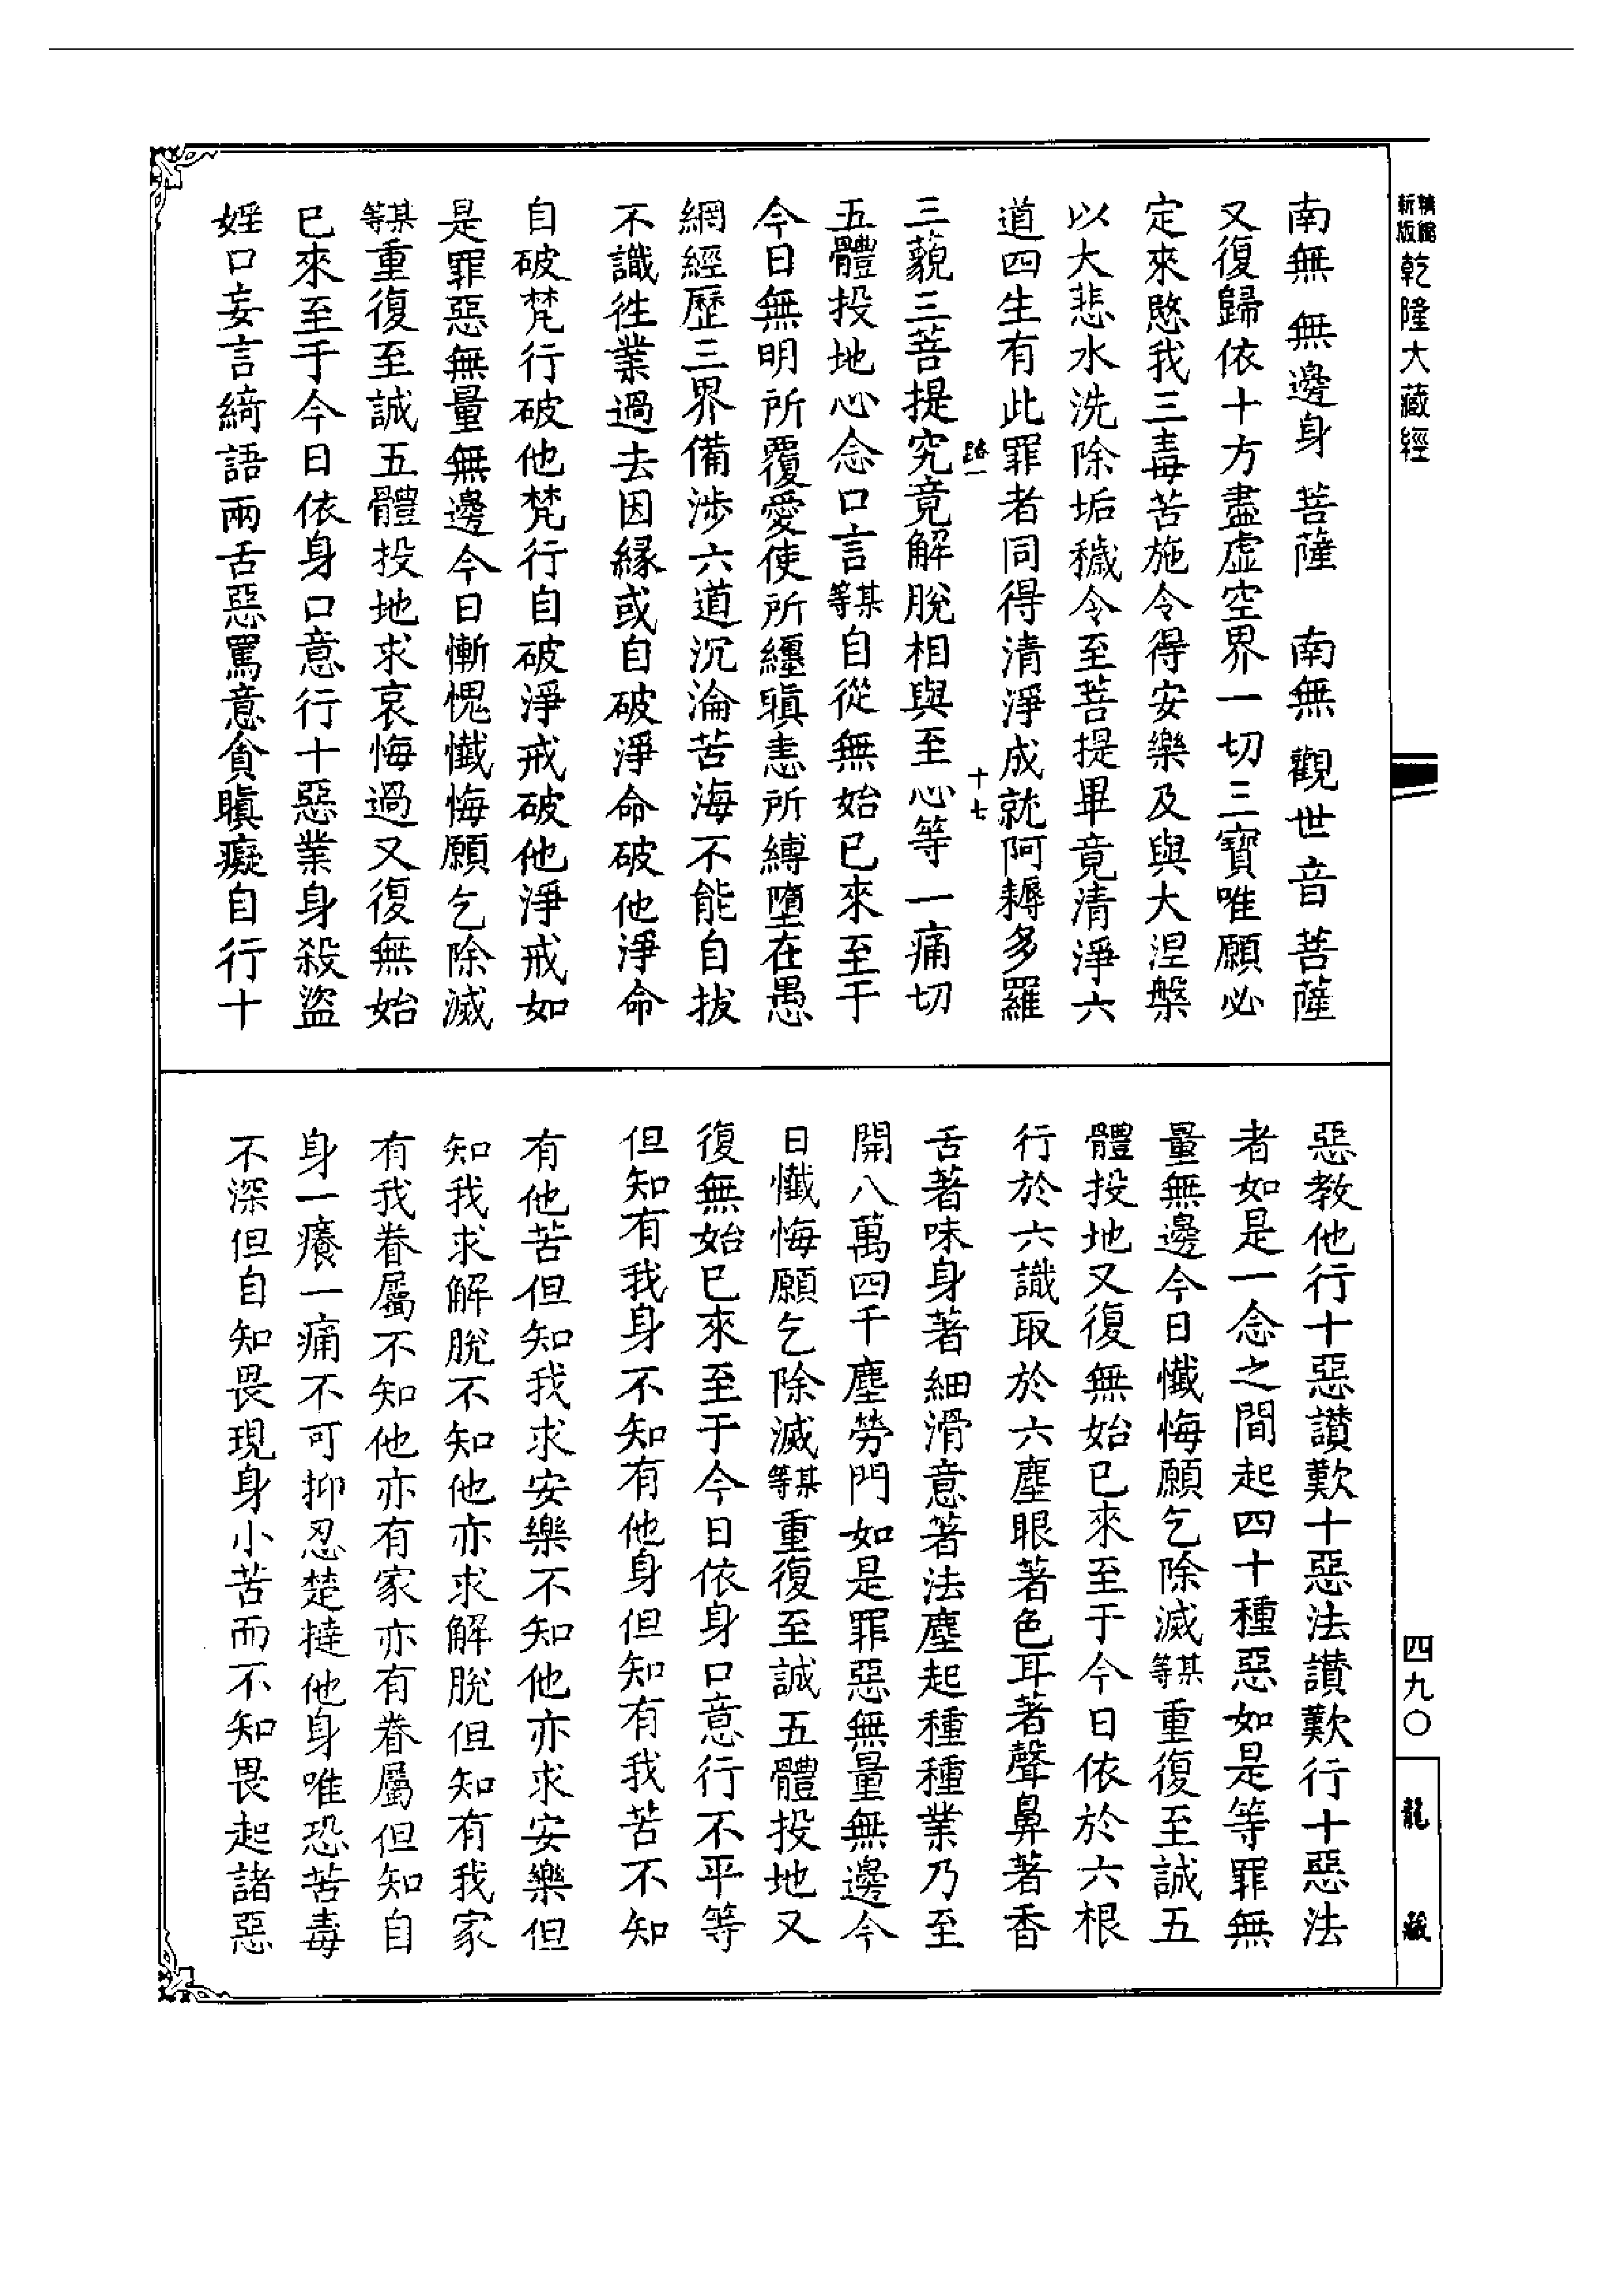 新版
精縮
乾隆大藏經
四九〇
龍藏
南無無邊身菩薩 南無觀世音菩薩
又復歸依十方盡虛空界一切三寶唯願必
定來愍我三毒苦施令得安樂及與大涅槃
以大悲水洗除垢穢令至菩提畢竟清淨六
道四生有此罪者同得清淨成就阿耨多羅
路一 十七
三藐三菩提究竟解脫相與至心等一痛切
五體投地心念口言某等自從無始已來至于
今日無明所覆愛使所纏瞋恚所縛墮在愚
網經歷三界備涉六道沉淪苦海不能自拔
不識徃業過去因緣或自破淨命破他淨命
自破梵行破他梵行自破淨戒破他淨戒如
是罪惡無量無邊今日慚愧懺悔願乞除滅
某等重復至誠五體投地求哀悔過又復無始
已來至于今日依身口意行十惡業身殺盜
婬口妄言綺語兩舌惡罵意貪瞋癡自行十
惡教他行十惡讚歎十惡法讚歎行十惡法
者如是一念之間起四十種惡如是等罪無
量無邊今日懺悔願乞除滅某等重復至誠五
體投地又復無始已來至于今日依於六根
行於六識取於六塵眼著色耳著聲鼻著香
舌著味身著細滑意著法塵起種種業乃至
開八萬四千塵勞門如是罪惡無量無邊今
日懺悔願乞除滅某等重復至誠五體投地又
復無始已來至于今日依身口意行不平等
但知有我身不知有他身但知有我苦不知
有他苦但知我求安樂不知他亦求安樂但
知我求解脫不知他亦求解脫但知有我家
有我眷屬不知他亦有家亦有眷屬但知自
身一癢一痛不可抑忍楚撻他身唯恐苦毒
不深但自知畏現身小苦而不知畏起諸惡